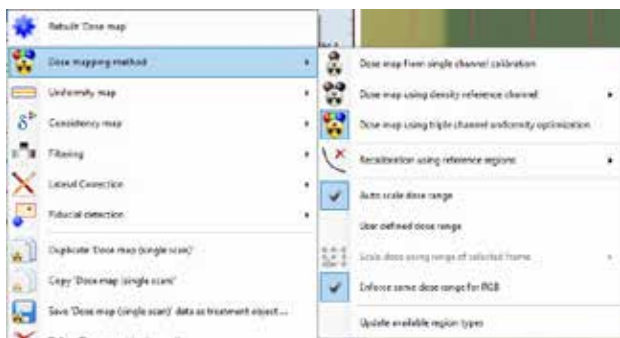 Rebuilt 'Dose map'
Dose mapping method
Uniformity map
Consistency map
Filtering
Lateral Correction
Fiducial detection
Duplicate 'Dose map (single scan)'
Copy 'Dose map (single scan)'
Save 'Dose map (single scan)' data as treatment object ...
Dose map from single channel calibration
Dose map using density reference channel
Dose map using triple channel uniformity optimization
Recalibration using reference regions
Auto scale dose range
User defined dose range
Scale dose using range of selected frame
Enforce same dose range for RGB
Update available region types